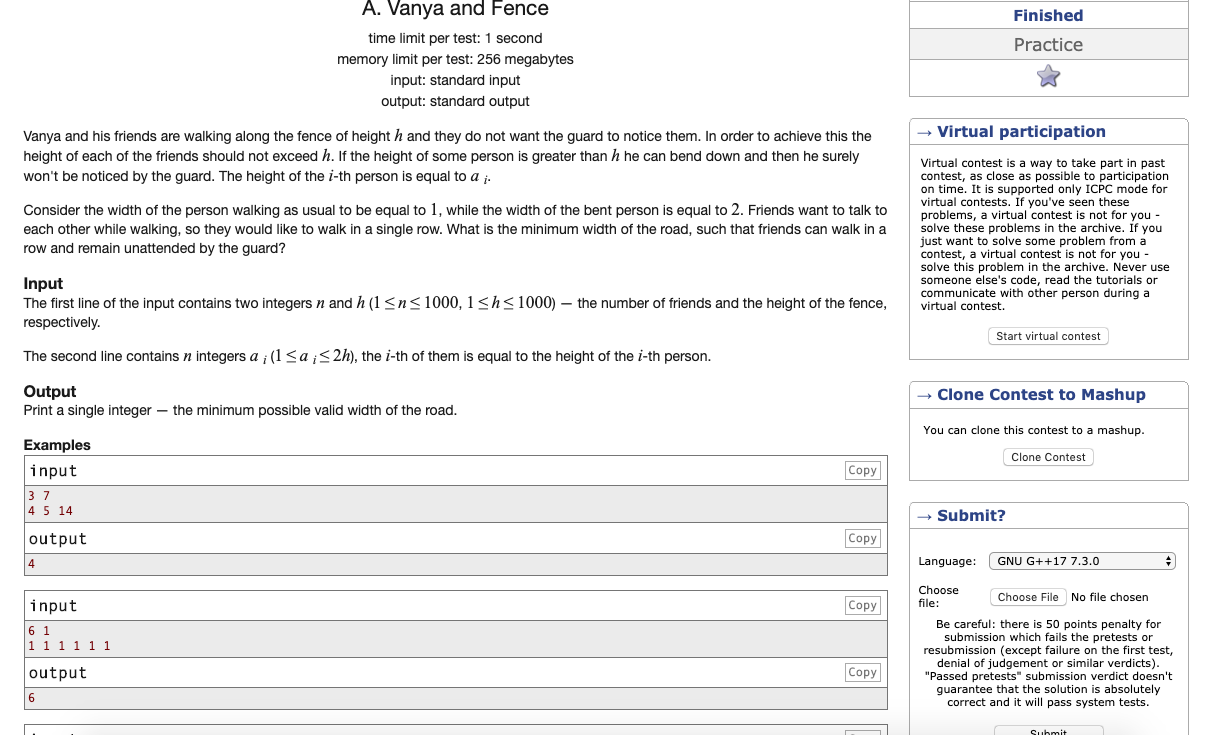 A. Vanya and Fence
time limit per test: 1 second
memory limit per test: 256 megabytes
input: standard input
output: standard output
Vanya and his friends are walking along the fence of height h and they do not want the guard to notice them. In order to achieve this the
height of each of the friends should not exceed h. If the height of some person is greater than h he can bend down and then he surely
won't be noticed by the guard. The height of the i-th person is equal to a i.
Consider the width of the person walking as usual to be equal to 1, while the width of the bent person is equal to 2. Friends want to talk to
each other while walking, so they would like to walk in a single row. What is the minimum width of the road, such that friends can walk in a
row and remain unattended by the guard?
Input
The first line of the input contains two integers n and h (1 ≤ n ≤ 1000, 1 ≤ h ≤ 1000) — the number of friends and the height of the fence,
respectively.
The second line contains n integers a i (1 ≤ a i ≤ 2h), the i-th of them is equal to the height of the i-th person.
Output
Print a single integer — the minimum possible valid width of the road.
Examples
input
Copy
3 7
4 5 14
output
Copy
4
input
Copy
6 1
1 1 1 1 1 1
output
Copy
6
Finished
Practice
→ Virtual participation
Virtual contest is a way to take part in past
contest, as close as possible to participation
on time. It is supported only ICPC mode for
virtual contests. If you've seen these
problems, a virtual contest is not for you -
solve these problems in the archive. If you
just want to solve some problem from a
contest, a virtual contest is not for you -
solve this problem in the archive. Never use
someone else's code, read the tutorials or
communicate with other person during a
virtual contest.
Start virtual contest
→ Clone Contest to Mashup
You can clone this contest to a mashup.
Clone Contest
→ Submit?
Language: GNU G++17 7.3.0
Choose
file:
Choose File No file chosen
Be careful: there is 50 points penalty for
submission which fails the pretests or
resubmission (except failure on the first test,
denial of judgement or similar verdicts).
"Passed pretests" submission verdict doesn't
guarantee that the solution is absolutely
correct and it will pass system tests.
Submit